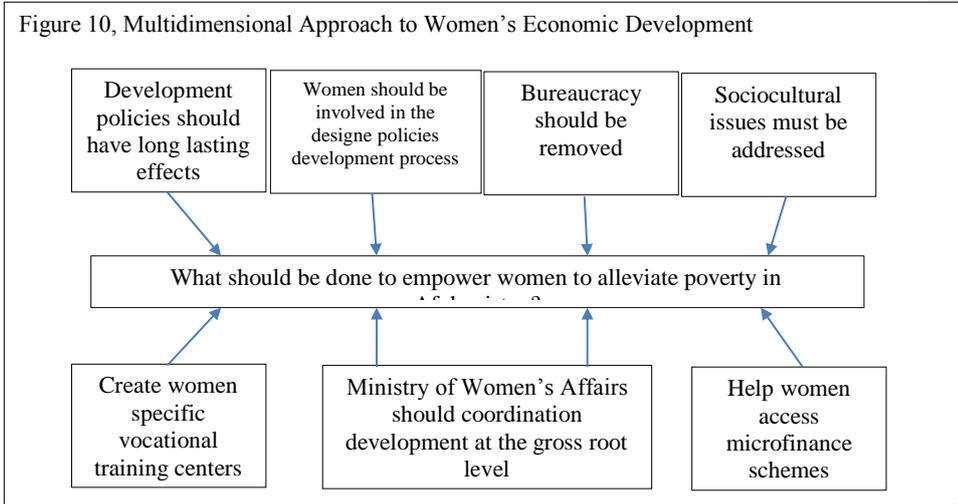 Figure 10, Multidimensional Approach to Women’s Economic Development
Development
policies should
have long lasting
effects
Women should be
involved in the
designe policies
development process
Bureaucracy
should be
removed
Sociocultural
issues must be
addressed
What should be done to empower women to alleviate poverty in
Create women
specific
vocational
training centers
Ministry of Women’s Affairs
should coordination
development at the gross root
level
Help women
access
microfinance
schemes